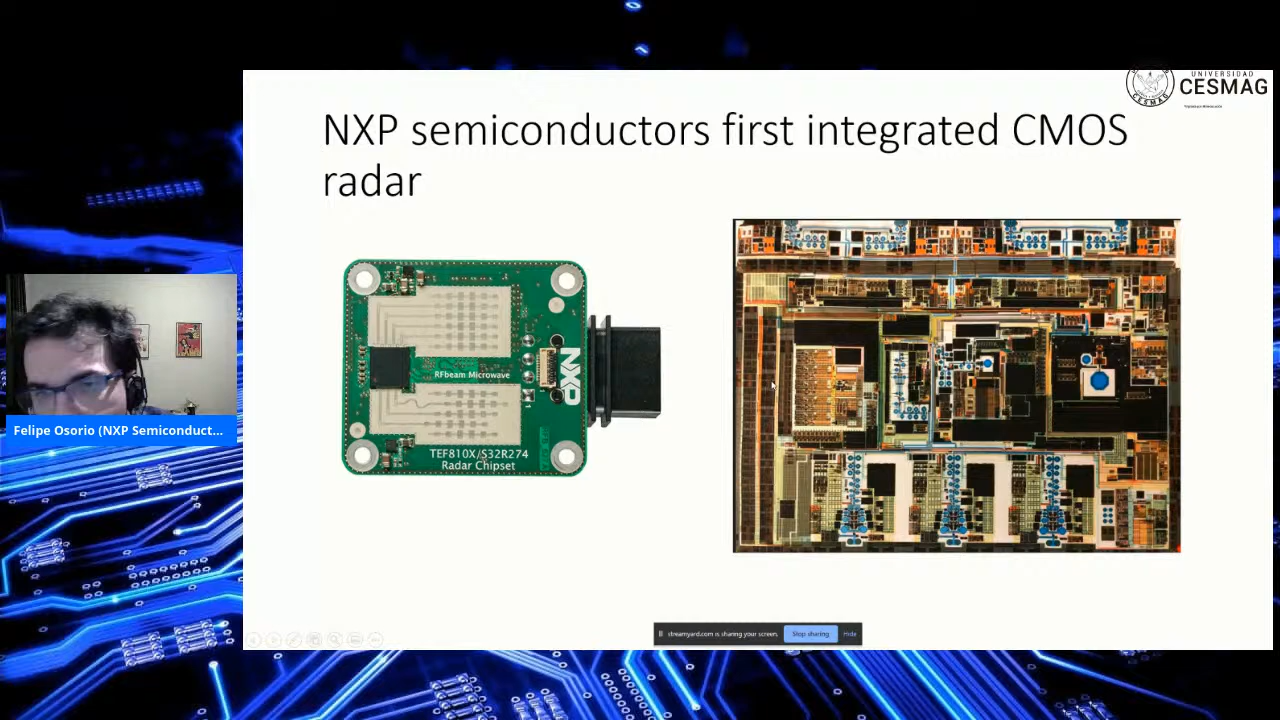 UNIVERSIDAD
CESMAG
NXP semiconductors first integrated CMOS
radar
RFbeam Microwave
NXP
TEF810X/S32R274
Radar Chipset
Felipe Osorio (NXP Semiconduct...
streamyard.com is sharing your screen.
Stop sharing
Hide